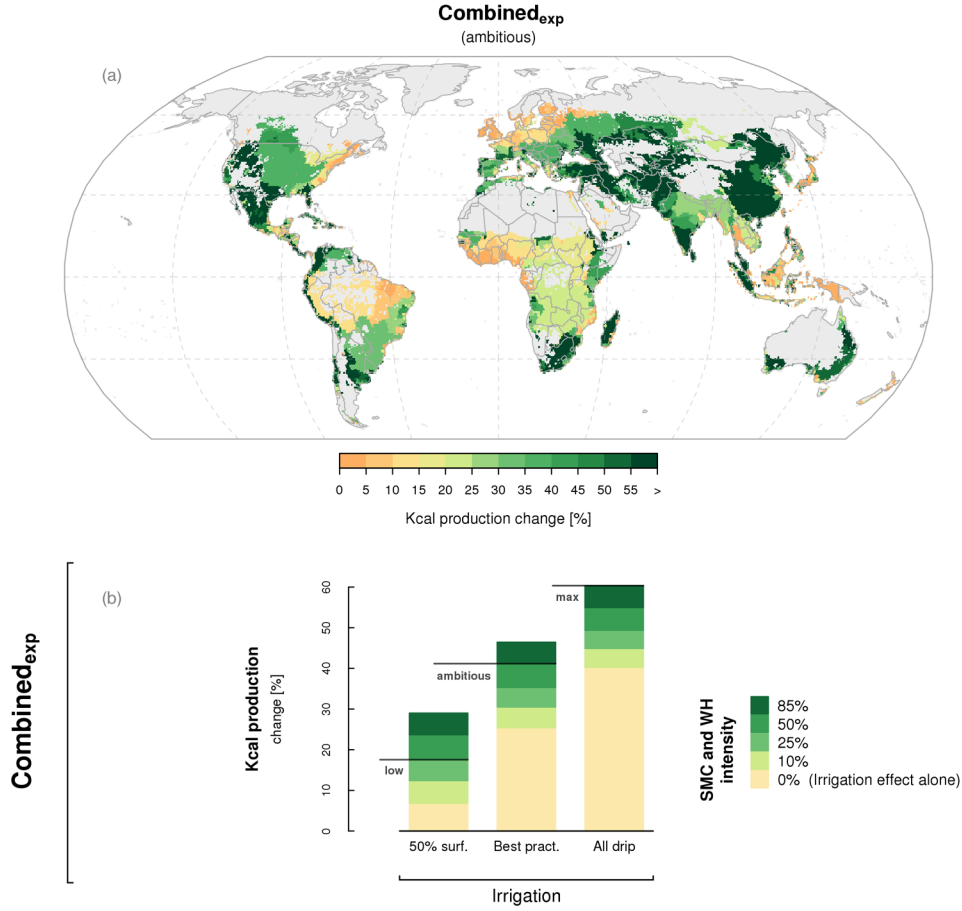 Combinedexp
(ambitious)
(a)
0 5 10 15 20 25 30 35 40 45 50 55 >
Kcal production change [%]
Combinedexp
(b)
Kcal production
change [%]
60
50
40
30
20
10
0
max
ambitious
low
50% surf. Best pract. All drip
Irrigation
SMC and WH
intensity
85%
50%
25%
10%
0% (Irrigation effect alone)